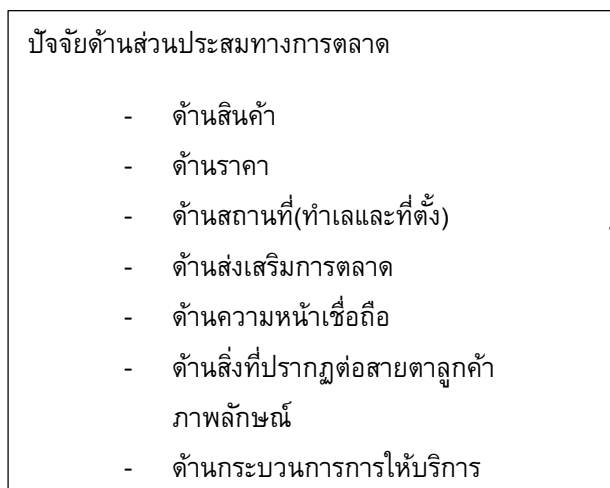 ปัจจัยด้านส่วนประสมทางการตลาด
- ด้านสินค้า
- ด้านราคา
- ด้านสถานที่(ทำเลและที่ตั้ง)
- ด้านส่งเสริมการตลาด
- ด้านความหน้าเชื่อถือ
- ด้านสิ่งที่ปรากฏต่อสายตาลูกค้า
ภาพลักษณ์
- ด้านกระบวนการการให้บริการ